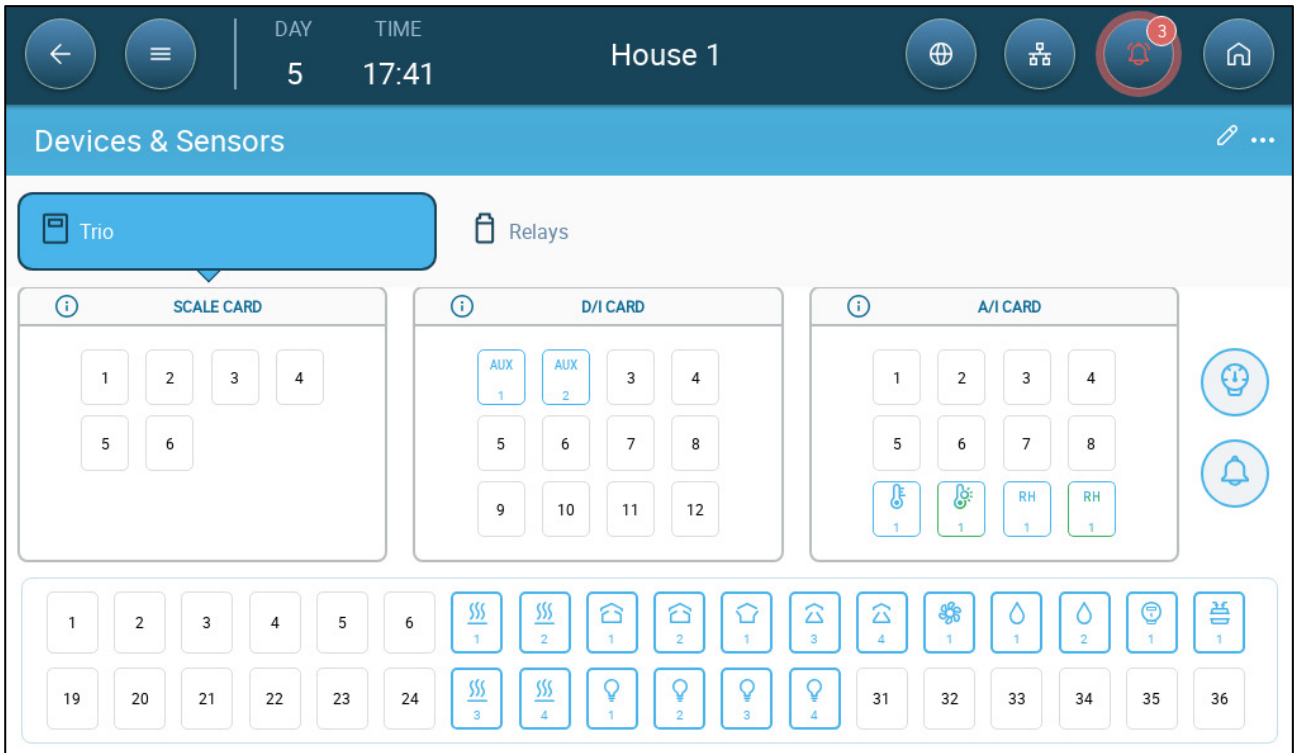 DAY TIME
5 17:41
House 1
3
Devices & Sensors
Trio
Relays
SCALE CARD
1 2 3 4
5 6
D/I CARD
AUX AUX 3 4
1 2
5 6 7 8
9 10 11 12
A/I CARD
1 2 3 4
5 6 7 8
RH RH
1 1 1 1
1 2 3 4 5 6
1 2 1 2 1 3 4 1 1 2 1 1
19 20 21 22 23 24 31 32 33 34 35 36
3 4 1 2 3 4